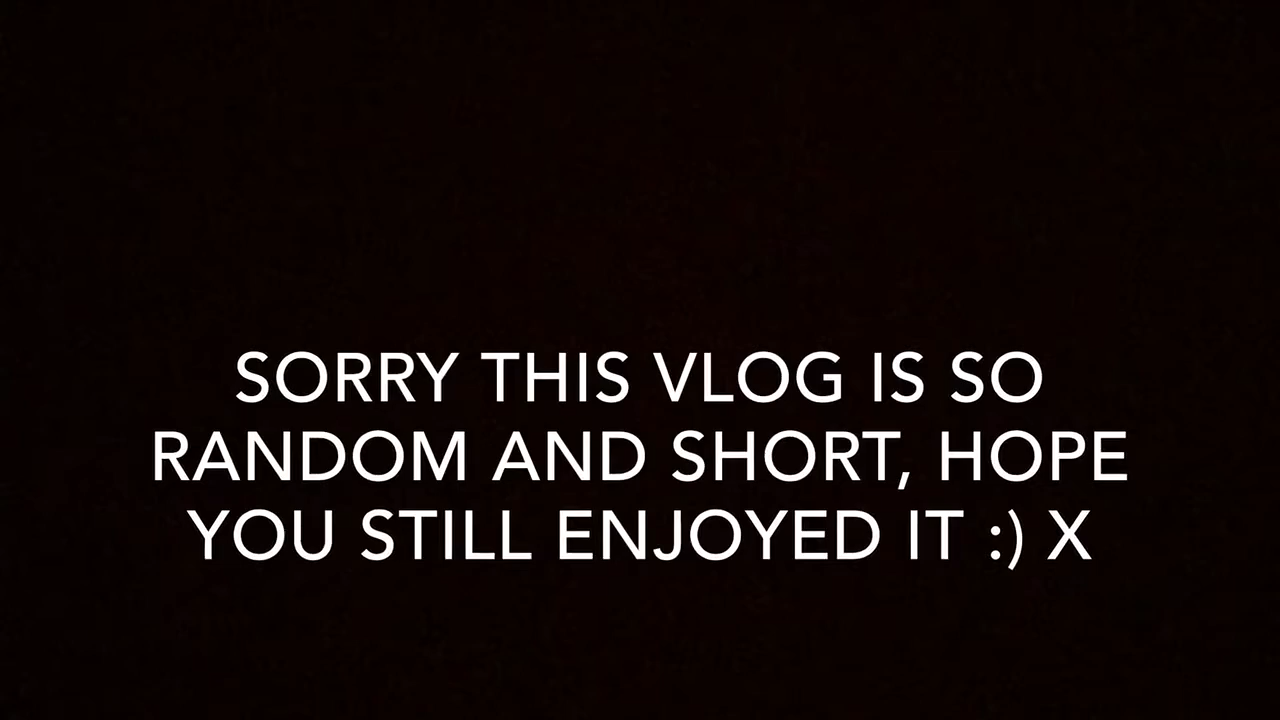 SORRY THIS VLOG IS SO
RANDOM AND SHORT, HOPE
YOU STILL ENJOYED IT :) X